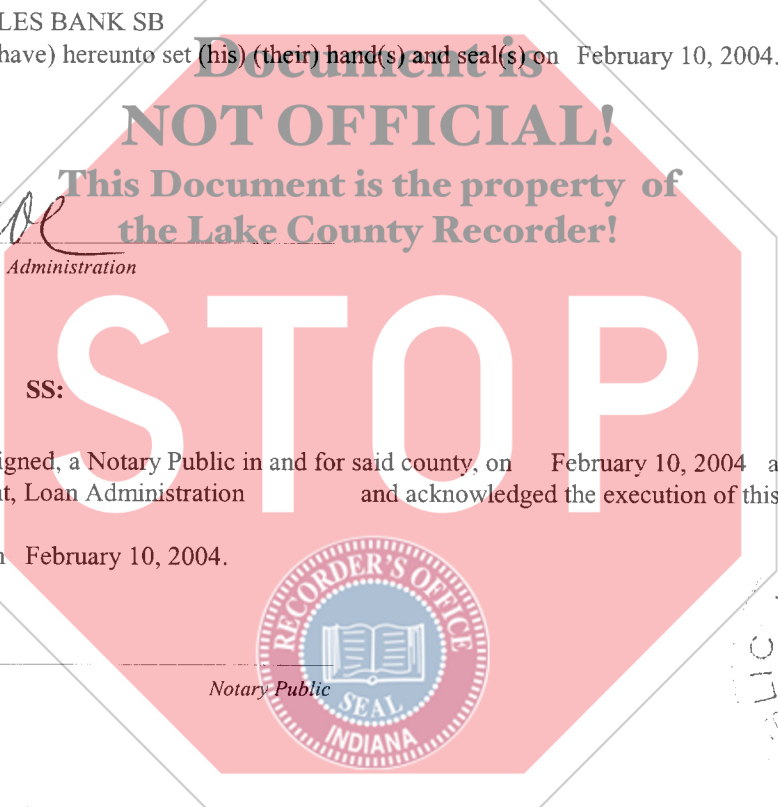 LES BANK SB
have) hereunto set (his) (their) hand(s) and seal(s) on February 10, 2004.
Document is
NOT OFFICIAL!
This Document is the property of
the Lake County Recorder!
Administration
STOP
SS:
igned, a Notary Public in and for said county, on February 10, 2004 a
t, Loan Administration and acknowledged the execution of this
February 10, 2004.
RECORDER'S OFFICE
Notary Public
SEAL
INDIANA
LIC